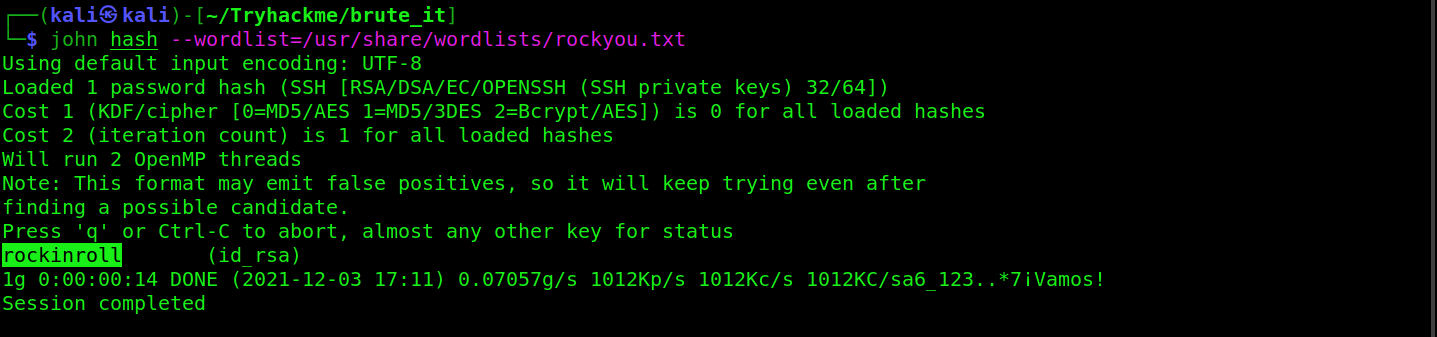 ┌──(kali㉿kali)-[~/Tryhackme/brute_it]
└─$ john hash --wordlist=/usr/share/wordlists/rockyou.txt
Using default input encoding: UTF-8
Loaded 1 password hash (SSH [RSA/DSA/EC/OPENSSH (SSH private keys) 32/64])
Cost 1 (KDF/cipher [0=MD5/AES 1=MD5/3DES 2=Bcrypt/AES]) is 0 for all loaded hashes
Cost 2 (iteration count) is 1 for all loaded hashes
Will run 2 OpenMP threads
Note: This format may emit false positives, so it will keep trying even after
finding a possible candidate.
Press 'q' or Ctrl-C to abort, almost any other key for status
rockinroll       (id_rsa)
1g 0:00:00:14 DONE (2021-12-03 17:11) 0.07057g/s 1012Kp/s 1012Kc/s 1012KC/sa6_123..*7¡Vamos!
Session completed